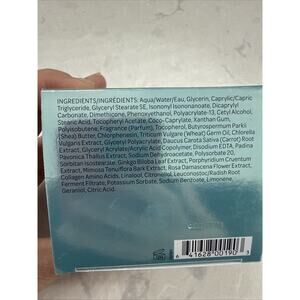 INGREDIENTS/INGRÉDIENTS: Aqua/Water/Eau, Glycerin, Caprylic/Capric
Triglyceride, Glyceryl Stearate SE, Isononyl Isononanoate, Dicaprylyl
Carbonate, Dimethicone, Phenoxyethanol, Polyacrylate-13, Cetyl Alcohol,
Stearic Acid, Tocopheryl Acetate, Coco-Caprylate, Xanthan Gum,
Polyisobutene, Fragrance (Parfum), Tocopherol, Butyrospermum Parkii
(Shea) Butter, Chlorphenesin, Triticum Vulgare (Wheat) Germ Oil, Chlorella
Vulgaris Extract, Glyceryl Polyacrylate, Daucus Carota Sativa (Carrot) Root
Extract, Glyceryl Acrylate/Acrylic Acid Copolymer, Disodium EDTA, Padina
Pavonica Thallus Extract, Sodium Dehydroacetate, Polysorbate 20,
Sorbitan Isostearate, Ginkgo Biloba Leaf Extract, Porphyridium Cruentum
Extract, Mimosa Tenuiflora Bark Extract, Rosa Damascena Flower Extract,
Collagen Amino Acids, Linalool, Citronellol, Leuconostoc/Radish Root
Ferment Filtrate, Potassium Sorbate, Sodium Benzoate, Limonene,
Geraniol, Citric Acid.
6 41628 00190 3